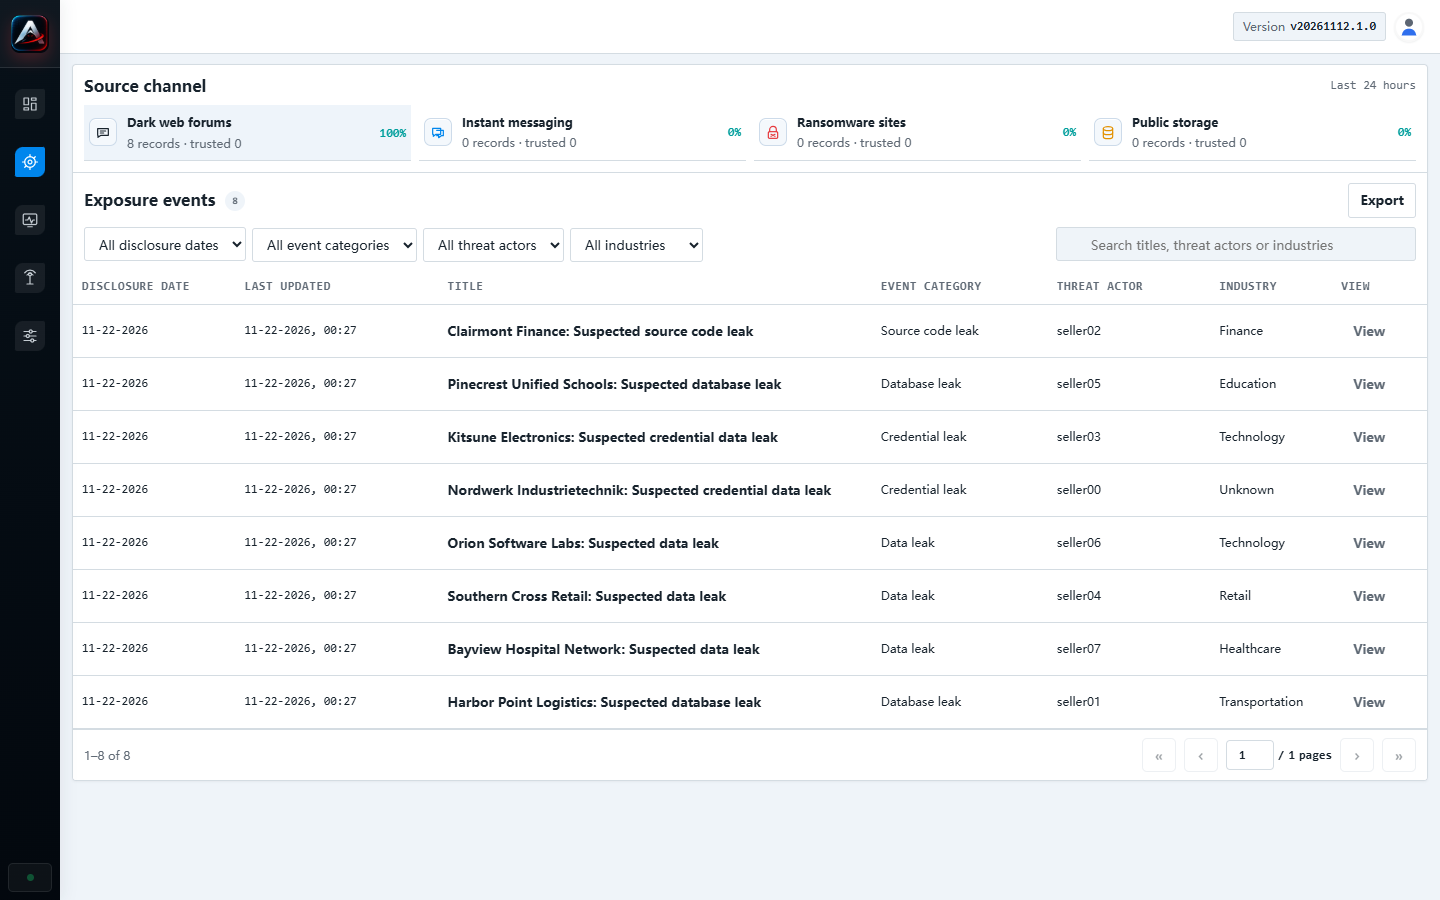 Version v20261112.1.0
Source channel
Last 24 hours
Dark web forums
8 records · trusted 0
100%
Instant messaging
0 records · trusted 0
0%
Ransomware sites
0 records · trusted 0
0%
Public storage
0 records · trusted 0
0%
Exposure events 8
Export
All disclosure dates All event categories All threat actors All industries Search titles, threat actors or industries
DISCLOSURE DATE LAST UPDATED TITLE EVENT CATEGORY THREAT ACTOR INDUSTRY VIEW
11-22-2026 11-22-2026, 00:27 Clairmont Finance: Suspected source code leak Source code leak seller02 Finance View
11-22-2026 11-22-2026, 00:27 Pinecrest Unified Schools: Suspected database leak Database leak seller05 Education View
11-22-2026 11-22-2026, 00:27 Kitsune Electronics: Suspected credential data leak Credential leak seller03 Technology View
11-22-2026 11-22-2026, 00:27 Nordwerk Industrietechnik: Suspected credential data leak Credential leak seller00 Unknown View
11-22-2026 11-22-2026, 00:27 Orion Software Labs: Suspected data leak Data leak seller06 Technology View
11-22-2026 11-22-2026, 00:27 Southern Cross Retail: Suspected data leak Data leak seller04 Retail View
11-22-2026 11-22-2026, 00:27 Bayview Hospital Network: Suspected data leak Data leak seller07 Healthcare View
11-22-2026 11-22-2026, 00:27 Harbor Point Logistics: Suspected database leak Database leak seller01 Transportation View
1–8 of 8
« ‹ 1 / 1 pages › »